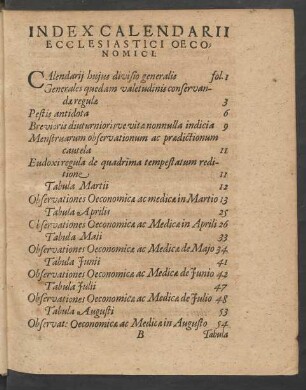 INDEX CALENDARII
ECCLESIASTICI OECO-
NOMICI.
CAlendarij hujus divisio generalis fol. 1
Generales quedam valetudinis conservan-
dæ regula 3
Pestis antidota 6
Brevioris diuturniorisve vitæ nonnulla indicia 9
Menstruarum observationum ac prædictionum
cautela 11
Eudoxi regula de quadrima tempestatum redi-
tione 11
Tabula Martii 12
Observationes Oeconomicæ ac medicæ in Martio 13
Tabula Aprilis 25
Observationes Oeconomicæ ac Medicæ in Aprili 26
Tabula Maii 33
Observationes Oeconomicæ ac Medicæ de Majo 34
Tabula Junii 41
Observationes Oeconomicæ ac Medicæ de Junio 42
Tabula Julii 47
Observationes Oeconomicæ ac Medicæ de Julio 48
Tabula Augusti 53
Observat: Oeconomicæ ac Medicæ in Augusto 54
B Tabula